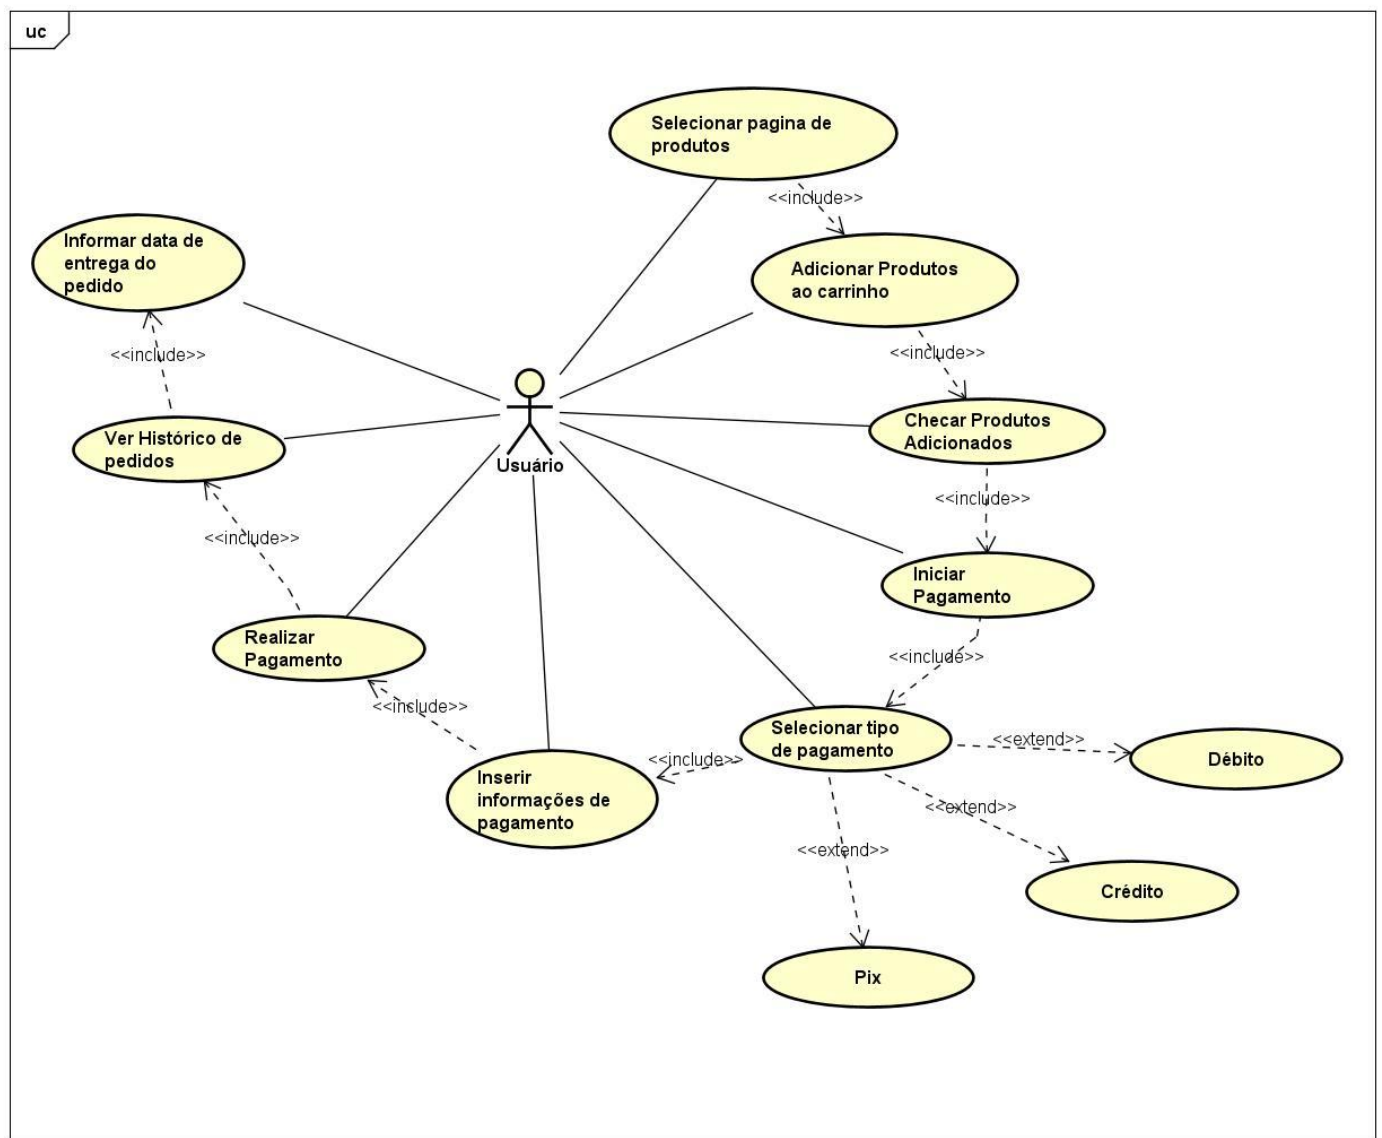 uc
Selecionar pagina de
produtos
<<include>>
Informar data de
entrega do
pedido
Adicionar Produtos
ao carrinho
<<include>>
<<include>>
Checar Produtos
Adicionados
Ver Histórico de
pedidos
Usuário
<<include>>
<<include>>
Iniciar
Pagamento
Realizar
Pagamento
<<include>>
<<include>>
Selecionar tipo
de pagamento
<<extend>>
Débito
<<include>>
Inserir
informações de
pagamento
<<extend>>
<<extend>>
Crédito
Pix